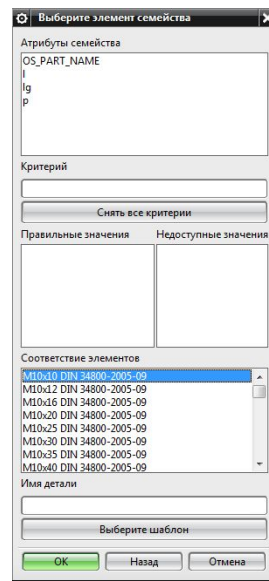 Выберите элемент семейства
Атрибуты семейства
OS_PART_NAME
l
lg
p
Критерий
Снять все критерии
Правильные значения
Недоступные значения
Соответствие элементов
M10x10 DIN 34800-2005-09
M10x12 DIN 34800-2005-09
M10x16 DIN 34800-2005-09
M10x20 DIN 34800-2005-09
M10x25 DIN 34800-2005-09
M10x30 DIN 34800-2005-09
M10x35 DIN 34800-2005-09
M10x40 DIN 34800-2005-09
Имя детали
Выберите шаблон
OK
Назад
Отмена